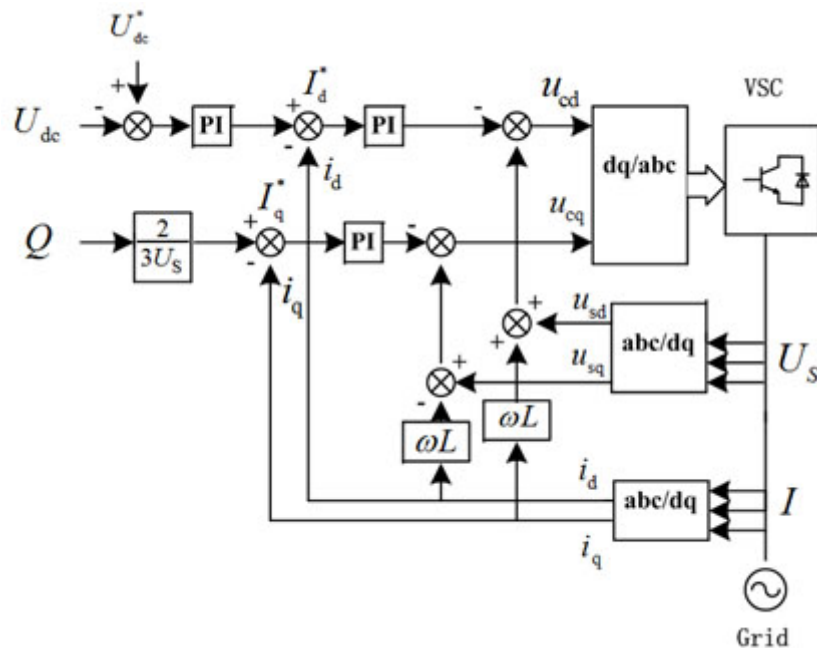 U*dc
VSC
+
I*d
ucd
-
+
-
Udc
PI
PI
-
id
dq/abc
I*q
ucq
+
-
Q
2
3US
PI
-
iq
usd
+
+
abc/dq
US
usq
+
-
ωL
ωL
id
abc/dq
I
iq
Grid